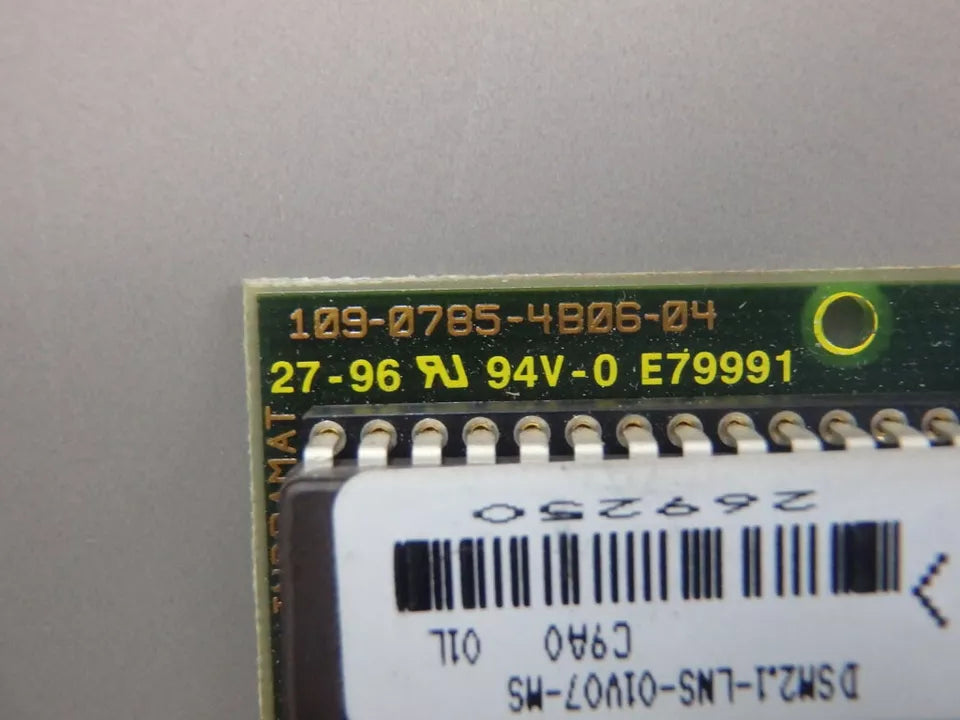 109-0785-4B06-04
27-96 94V-0 E79991
INDRAMAT
DSM2.1-LNS-01V07-MS
C9A0 01L
269250